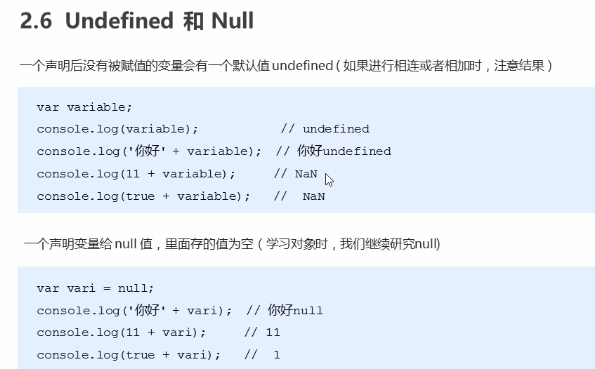 2.6 Undefined 和 Null
一个声明后没有被赋值的变量会有一个默认值 undefined ( 如果进行相连或者相加时，注意结果 )
var variable;
console.log(variable); // undefined
console.log('你好' + variable); // 你好undefined
console.log(11 + variable); // NaN
console.log(true + variable); // NaN
一个声明变量给 null 值，里面存的值为空 ( 学习对象时，我们继续研究null)
var vari = null;
console.log('你好' + vari); // 你好null
console.log(11 + vari); // 11
console.log(true + vari); // 1